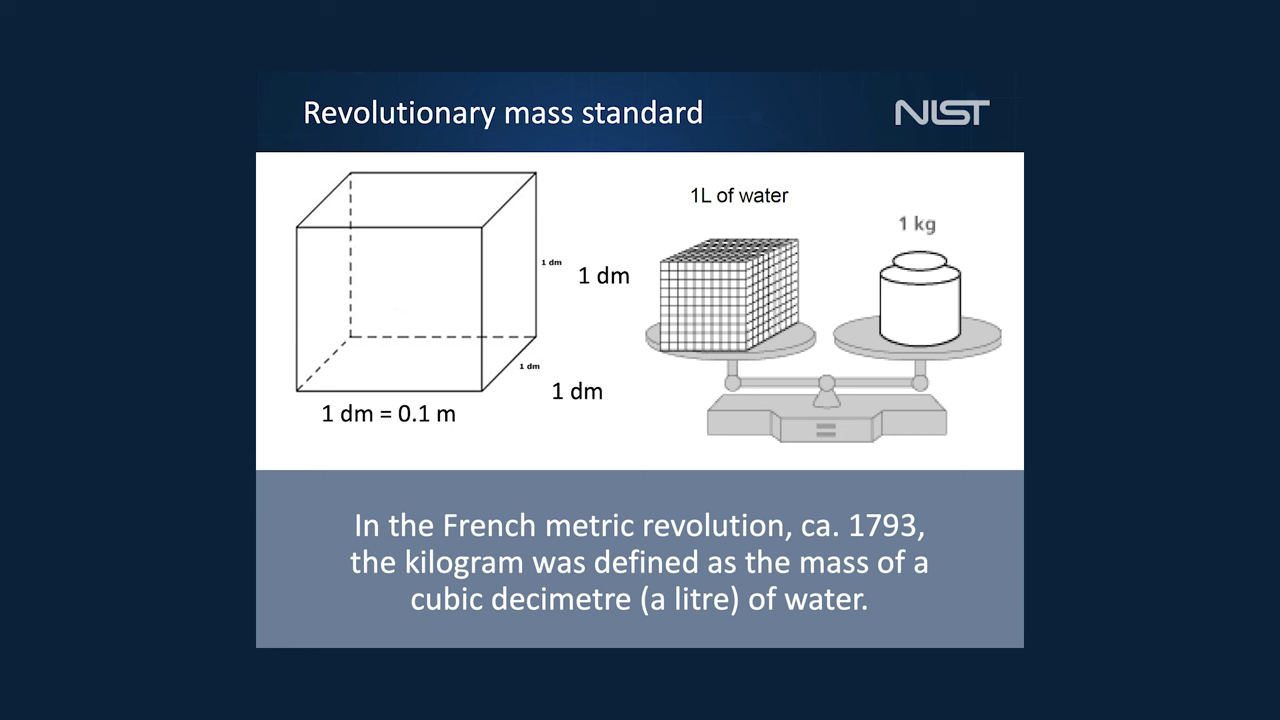 Revolutionary mass standard
NIST
1 dm
1 dm
1 dm
1 dm
1 dm = 0.1 m
1L of water
1 kg
In the French metric revolution, ca. 1793,
the kilogram was defined as the mass of a
cubic decimetre (a litre) of water.